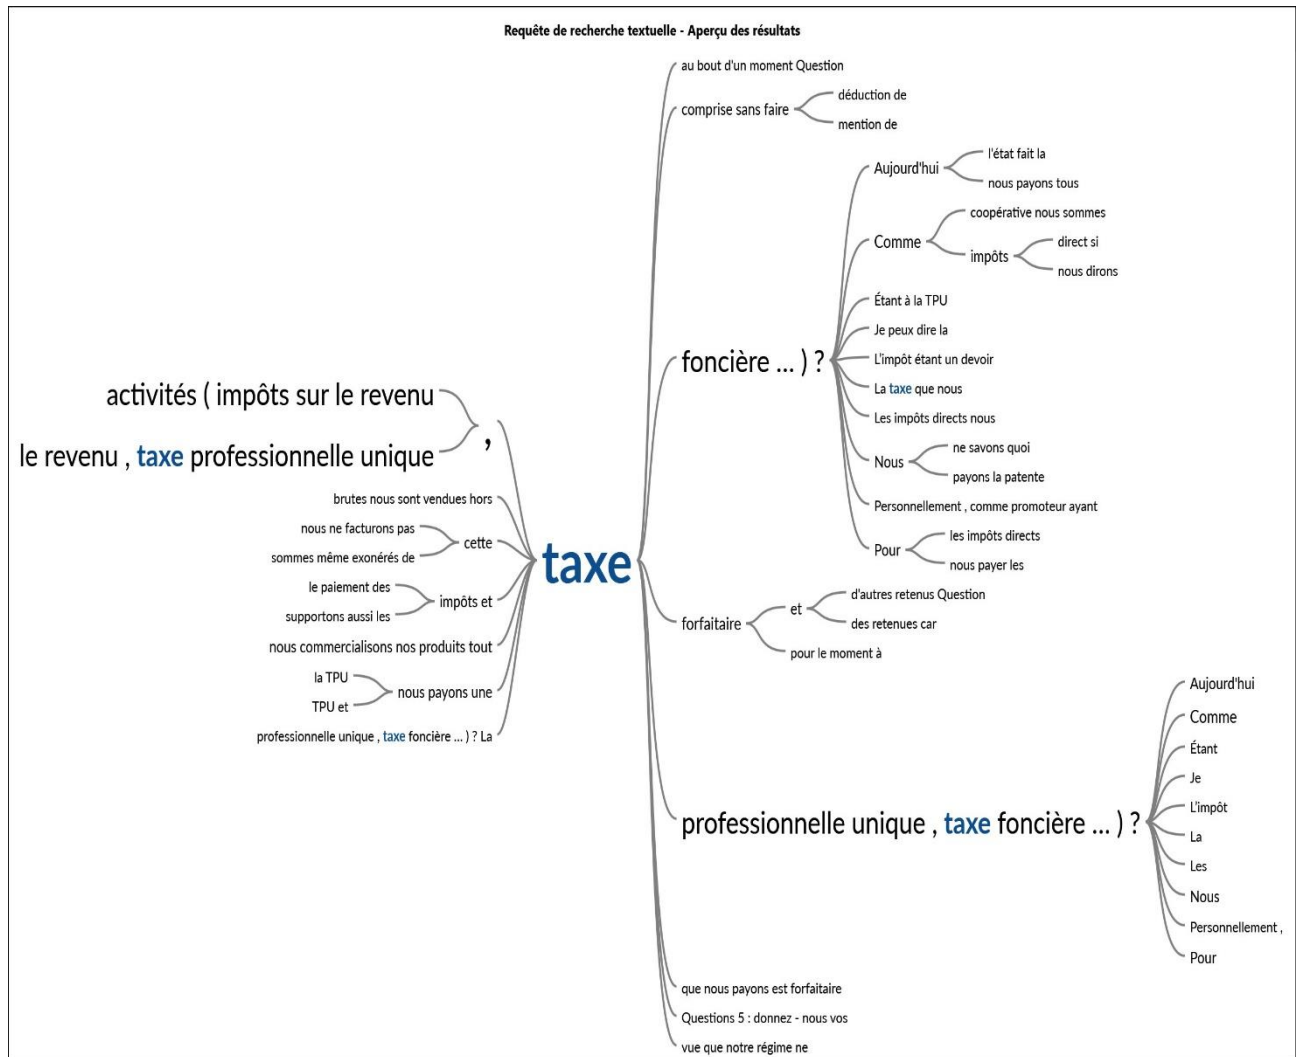 Requête de recherche textuelle - Aperçu des résultats
activités ( impôts sur le revenu
le revenu , taxe professionnelle unique
,
brutes nous sont vendues hors
nous ne facturons pas
sommes même exonérés de
cette
le paiement des
supportons aussi les
impôts et
nous commercialisons nos produits tout
la TPU
TPU et
nous payons une
professionnelle unique , taxe foncière ... ) ? La
taxe
au bout d'un moment Question
comprise sans faire
déduction de
mention de
foncière ... ) ?
Aujourd'hui
l'état fait la
nous payons tous
Comme
coopérative nous sommes
impôts
direct si
nous dirons
Étant à la TPU
Je peux dire la
L'impôt étant un devoir
La taxe que nous
Les impôts directs nous
Nous
ne savons quoi
payons la patente
Personnellement , comme promoteur ayant
Pour
les impôts directs
nous payer les
forfaitaire
et
d'autres retenus Question
des retenues car
pour le moment à
professionnelle unique , taxe foncière ... ) ?
Aujourd'hui
Comme
Étant
Je
L'impôt
La
Les
Nous
Personnellement ,
Pour
que nous payons est forfaitaire
Questions 5 : donnez - nous vos
vue que notre régime ne